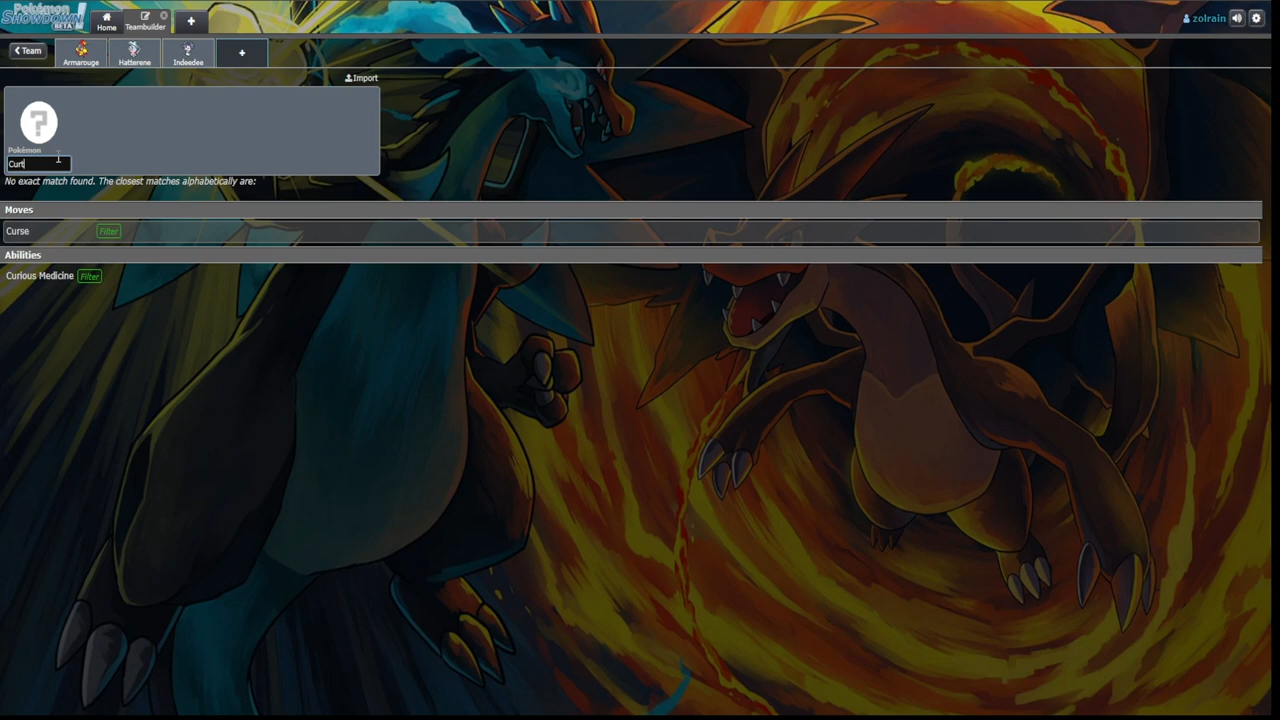 Pokémon
SHOWDOWN!
BETA
Home
Teambuilder
+
zolrain
Team
Armarouge
Hatterene
Indeedee
+
Import
?
Pokémon
Curt
No exact match found. The closest matches alphabetically are:
Moves
Curse Filter
Abilities
Curious Medicine Filter